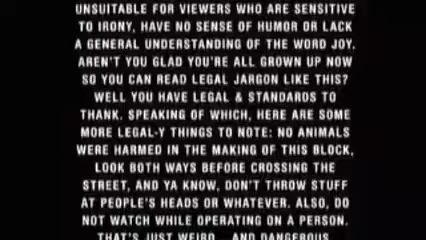 UNSUITABLE FOR VIEWERS WHO ARE SENSITIVE
TO IRONY, HAVE NO SENSE OF HUMOR OR LACK
A GENERAL UNDERSTANDING OF THE WORD JOY.
AREN'T YOU GLAD YOU'RE ALL GROWN UP NOW
SO YOU CAN READ LEGAL JARGON LIKE THIS?
WELL YOU HAVE LEGAL & STANDARDS TO
THANK. SPEAKING OF WHICH, HERE ARE SOME
MORE LEGAL-Y THINGS TO NOTE: NO ANIMALS
WERE HARMED IN THE MAKING OF THIS BLOCK,
LOOK BOTH WAYS BEFORE CROSSING THE
STREET, AND YA KNOW, DON'T THROW STUFF
AT PEOPLE'S HEADS OR WHATEVER. ALSO, DO
NOT WATCH WHILE OPERATING ON A PERSON.
THAT'S JUST WEIRD... AND DANGEROUS